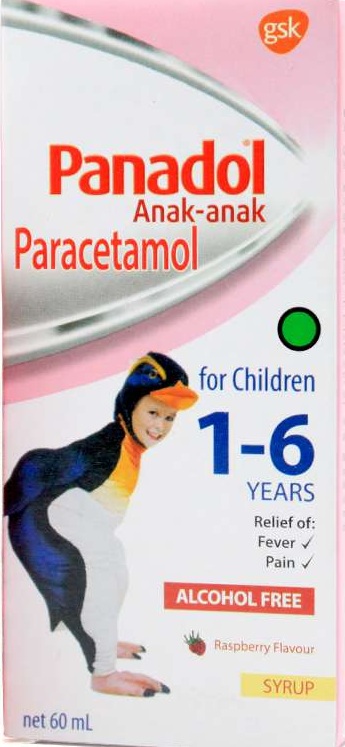 gsk
Panadol®
Anak-anak
Paracetamol
for Children
1-6
YEARS
Relief of:
Fever ✓
Pain ✓
ALCOHOL FREE
Raspberry Flavour
SYRUP
net 60 mL